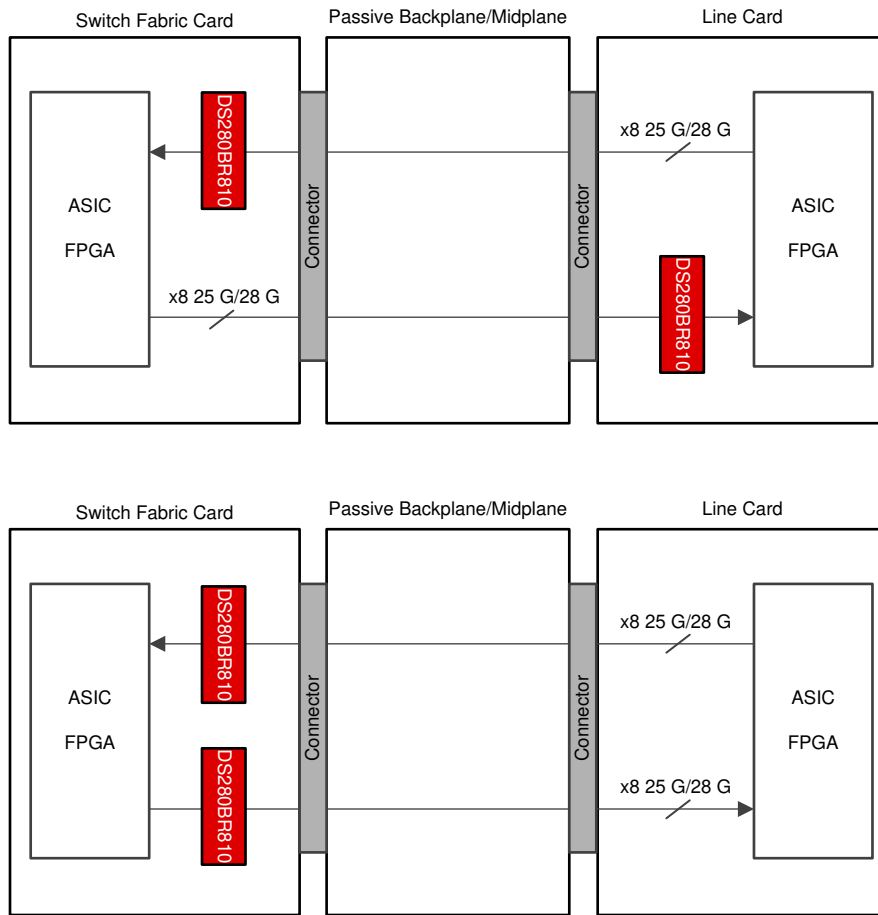 Switch Fabric Card
Passive Backplane/Midplane
Line Card
DS280BR810
x8 25 G/28 G
ASIC
FPGA
Connector
Connector
ASIC
FPGA
x8 25 G/28 G
DS280BR810
Switch Fabric Card
Passive Backplane/Midplane
Line Card
DS280BR810
x8 25 G/28 G
ASIC
FPGA
Connector
Connector
ASIC
FPGA
DS280BR810
x8 25 G/28 G